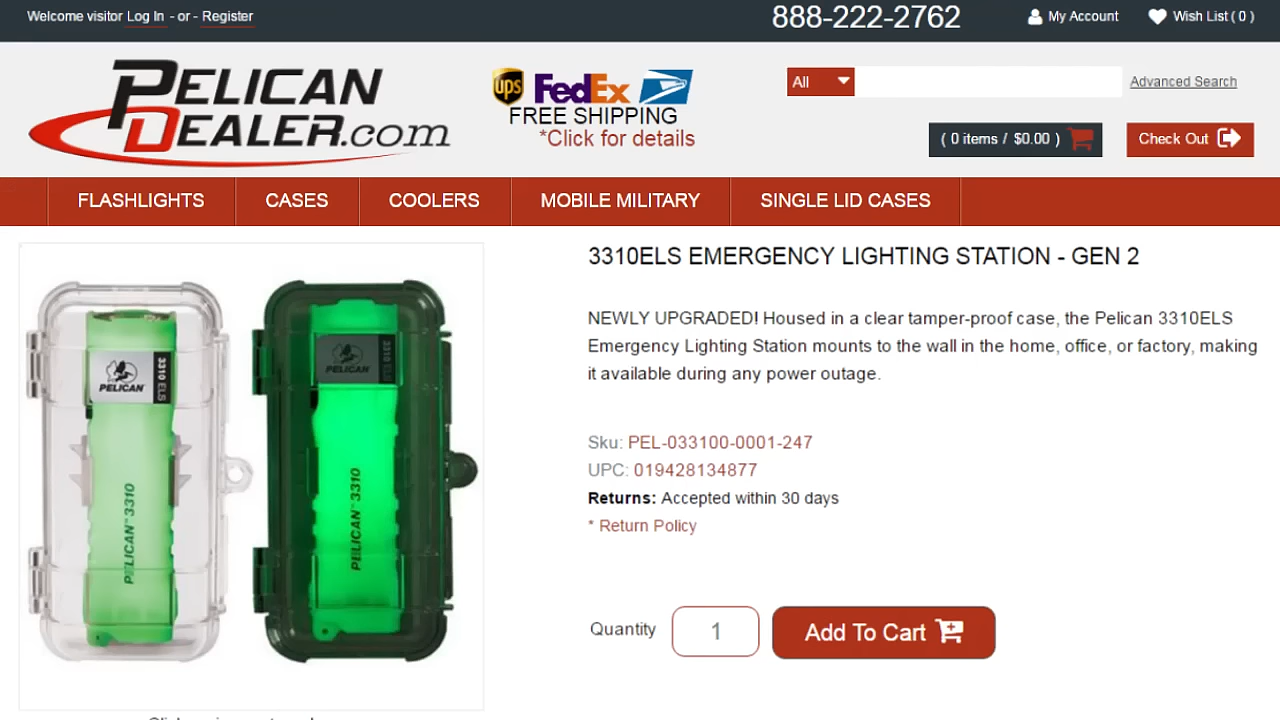 Welcome visitor Log In - or - Register
888-222-2762
My Account
Wish List ( 0 )
PELICAN
DEALER.com
ups FedEx
FREE SHIPPING
*Click for details
All
Advanced Search
( 0 items / $0.00 )
Check Out
FLASHLIGHTS CASES COOLERS MOBILE MILITARY SINGLE LID CASES
3310ELS EMERGENCY LIGHTING STATION - GEN 2
NEWLY UPGRADED! Housed in a clear tamper-proof case, the Pelican 3310ELS
Emergency Lighting Station mounts to the wall in the home, office, or factory, making
it available during any power outage.
Sku: PEL-033100-0001-247
UPC: 019428134877
Returns: Accepted within 30 days
* Return Policy
Quantity 1 Add To Cart
PELICAN
3310 ELS
PELICAN™ 3310
PELICAN
3310 ELS
PELICAN™ 3310